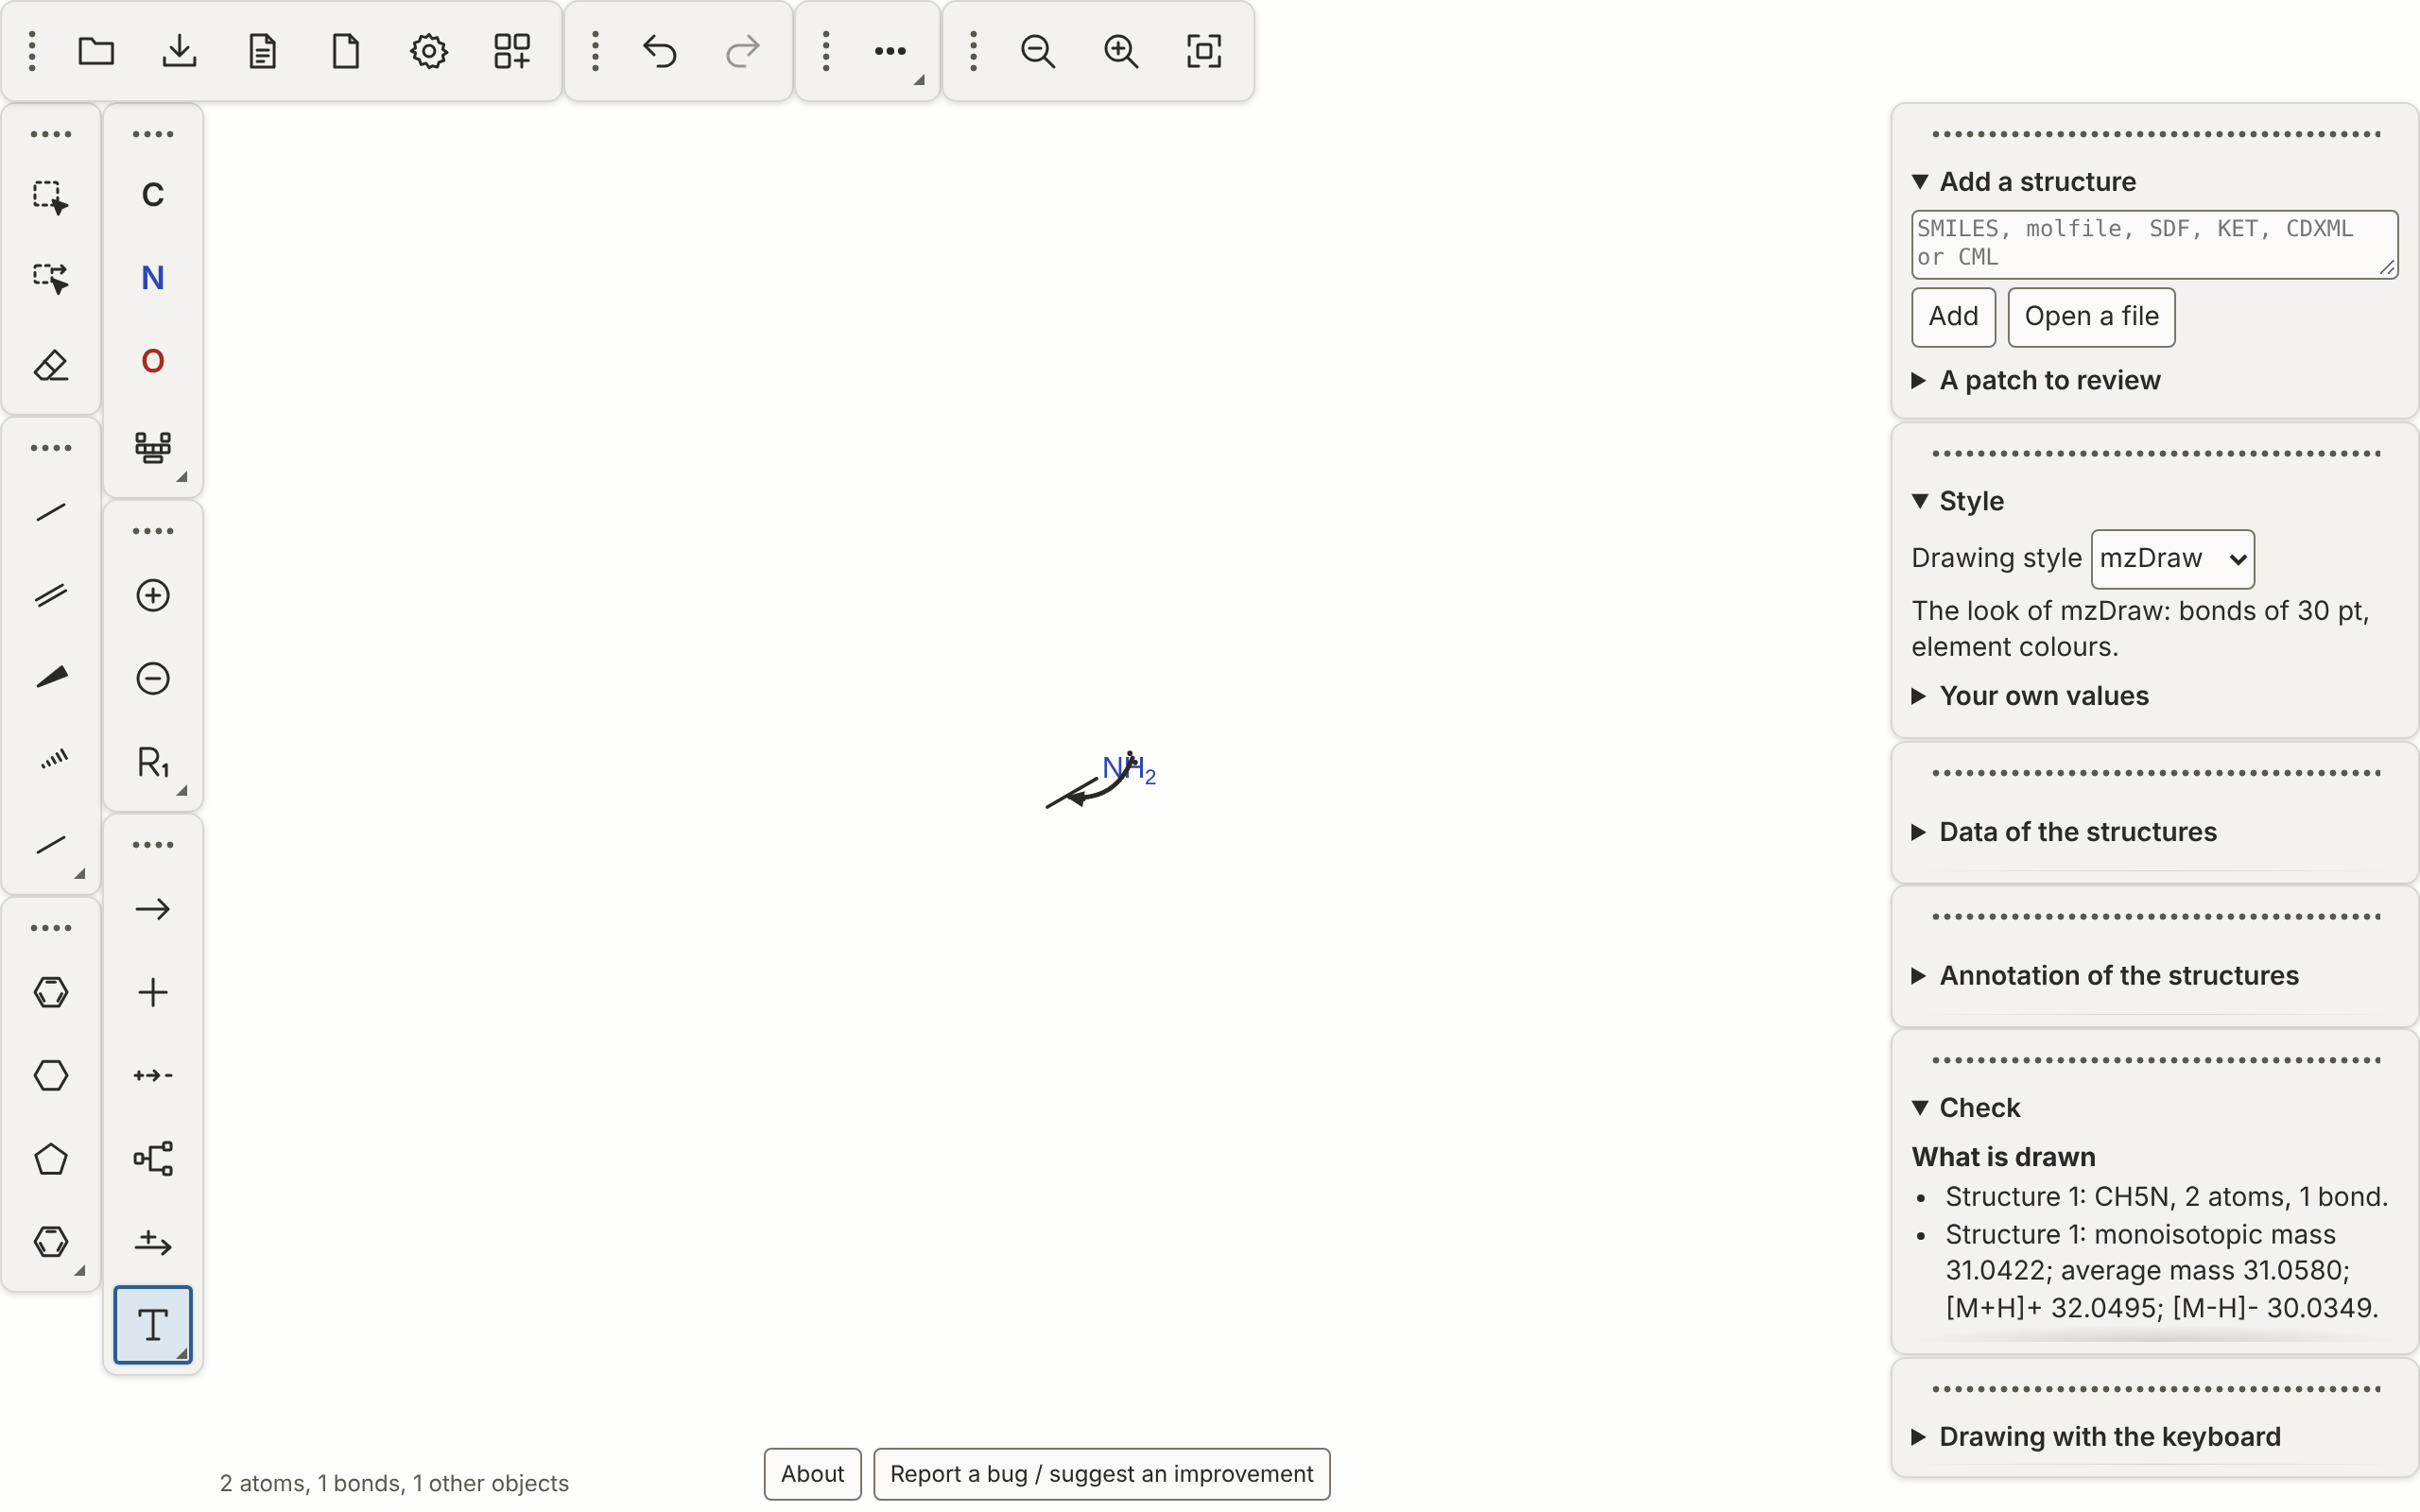 C
N
O
R1
T
NH2
Add a structure
SMILES, molfile, SDF, KET, CDXML
or CML
Add
Open a file
A patch to review
Style
Drawing style mzDraw
The look of mzDraw: bonds of 30 pt,
element colours.
Your own values
Data of the structures
Annotation of the structures
Check
What is drawn
• Structure 1: CH5N, 2 atoms, 1 bond.
• Structure 1: monoisotopic mass
31.0422; average mass 31.0580;
[M+H]+ 32.0495; [M-H]- 30.0349.
Drawing with the keyboard
2 atoms, 1 bonds, 1 other objects
About
Report a bug / suggest an improvement